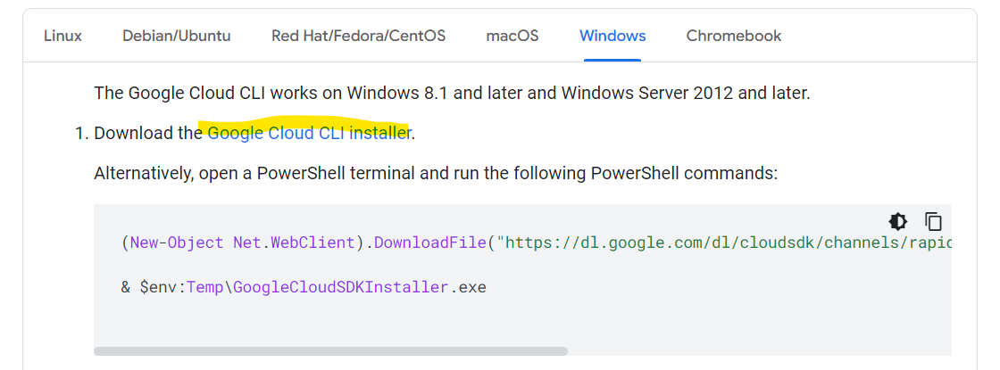 Linux Debian/Ubuntu Red Hat/Fedora/CentOS macOS Windows Chromebook
The Google Cloud CLI works on Windows 8.1 and later and Windows Server 2012 and later.
1. Download the Google Cloud CLI installer.
Alternatively, open a PowerShell terminal and run the following PowerShell commands:
(New-Object Net.WebClient).DownloadFile("https://dl.google.com/dl/cloudsdk/channels/rapid
& $env:Temp\GoogleCloudSDKInstaller.exe